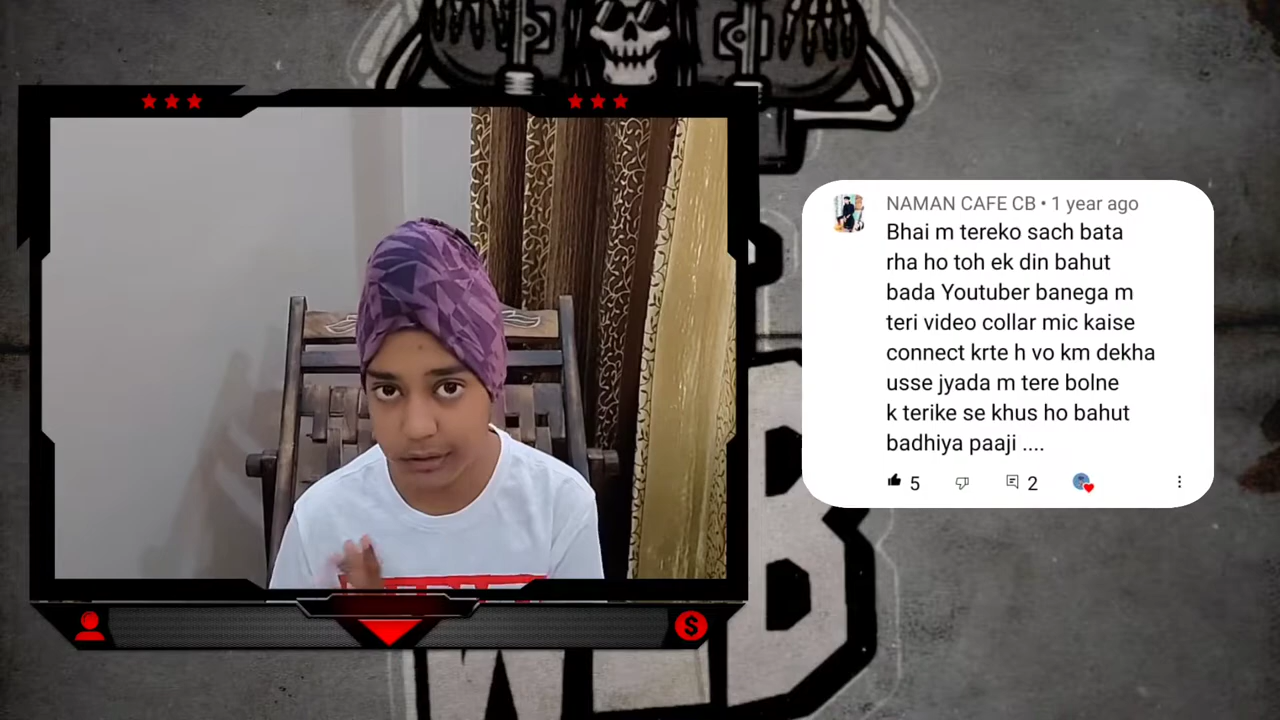 NAMAN CAFE CB • 1 year ago
Bhai m tereko sach bata
rha ho toh ek din bahut
bada Youtuber banega m
teri video collar mic kaise
connect krte h vo km dekha
usse jyada m tere bolne
k terike se khus ho bahut
badhiya paaji ....
5 2
$